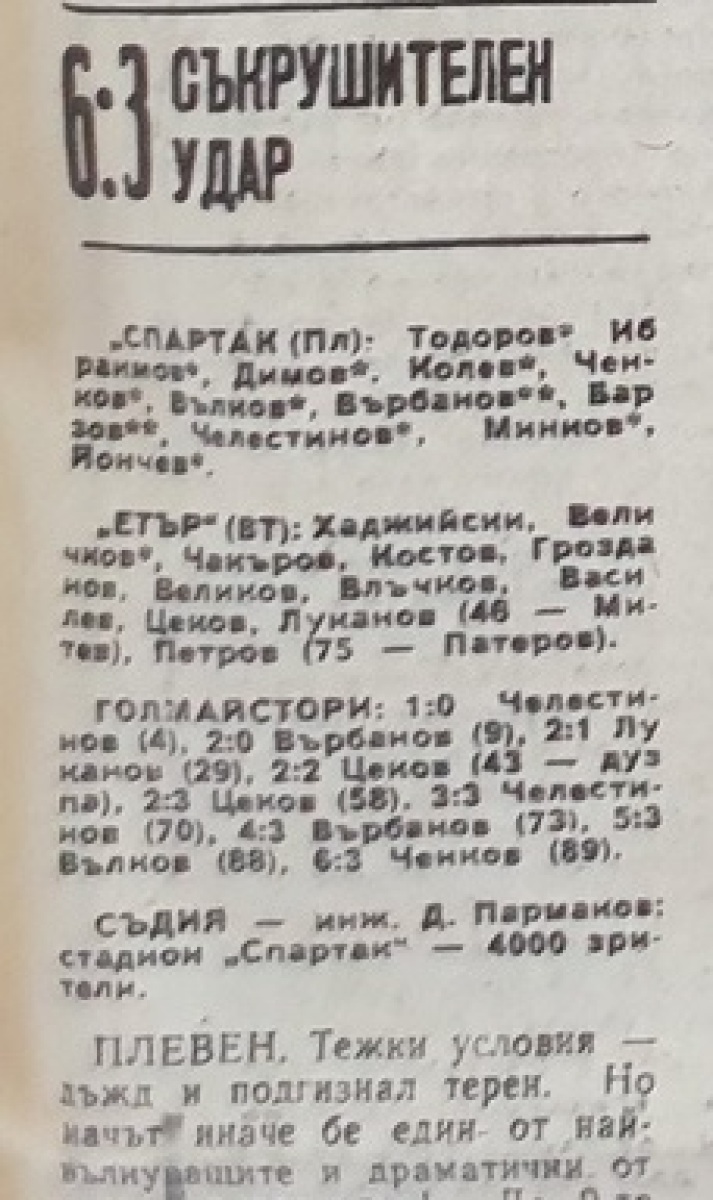 6:3 СЪКРУШИТЕЛЕН
УДАР
„СПАРТАК (Пл): Тодоров* Иб
раимов*, Димов*. Колев*, Чен-
ков*, Вълков*, Върбанов**, Бар
зов**, Челестинов*, Минков*,
Йончев*.
„ЕТЪР“ (ВТ): Хаджийски, Вели
чков*, Чакъров, Костов, Грозда
нов, Великов, Влъчков, Васи
лев, Цеков, Луканов (46 — Ми-
тев), Петров (75 — Патеров).
ГОЛМАЙСТОРИ: 1:0 Челести-
нов (4), 2:0 Върбанов (9), 2:1 Лу
канов (29), 2:2 Цеков (43 — дуз
па), 2:3 Цеков (58), 3:3 Челести-
нов (70), 4:3 Върбанов (73), 5:3
Вълков (88), 6:3 Ченков (89).
СЪДИЯ — инж. Д. Парманов;
стадион „Спартак“ — 4000 зри-
тели.
ПЛЕВЕН. Тежки условия —
дъжд и подгизнал терен. Но
мачът иначе бе един от най-
вълнуващите и драматични от